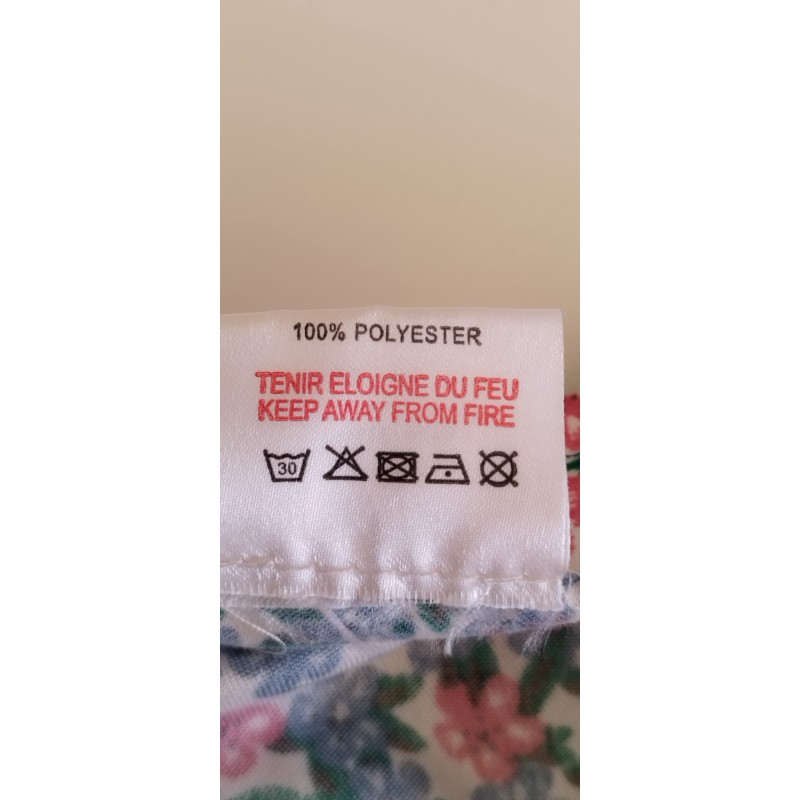 100% POLYESTER
TENIR ELOIGNE DU FEU
KEEP AWAY FROM FIRE
30